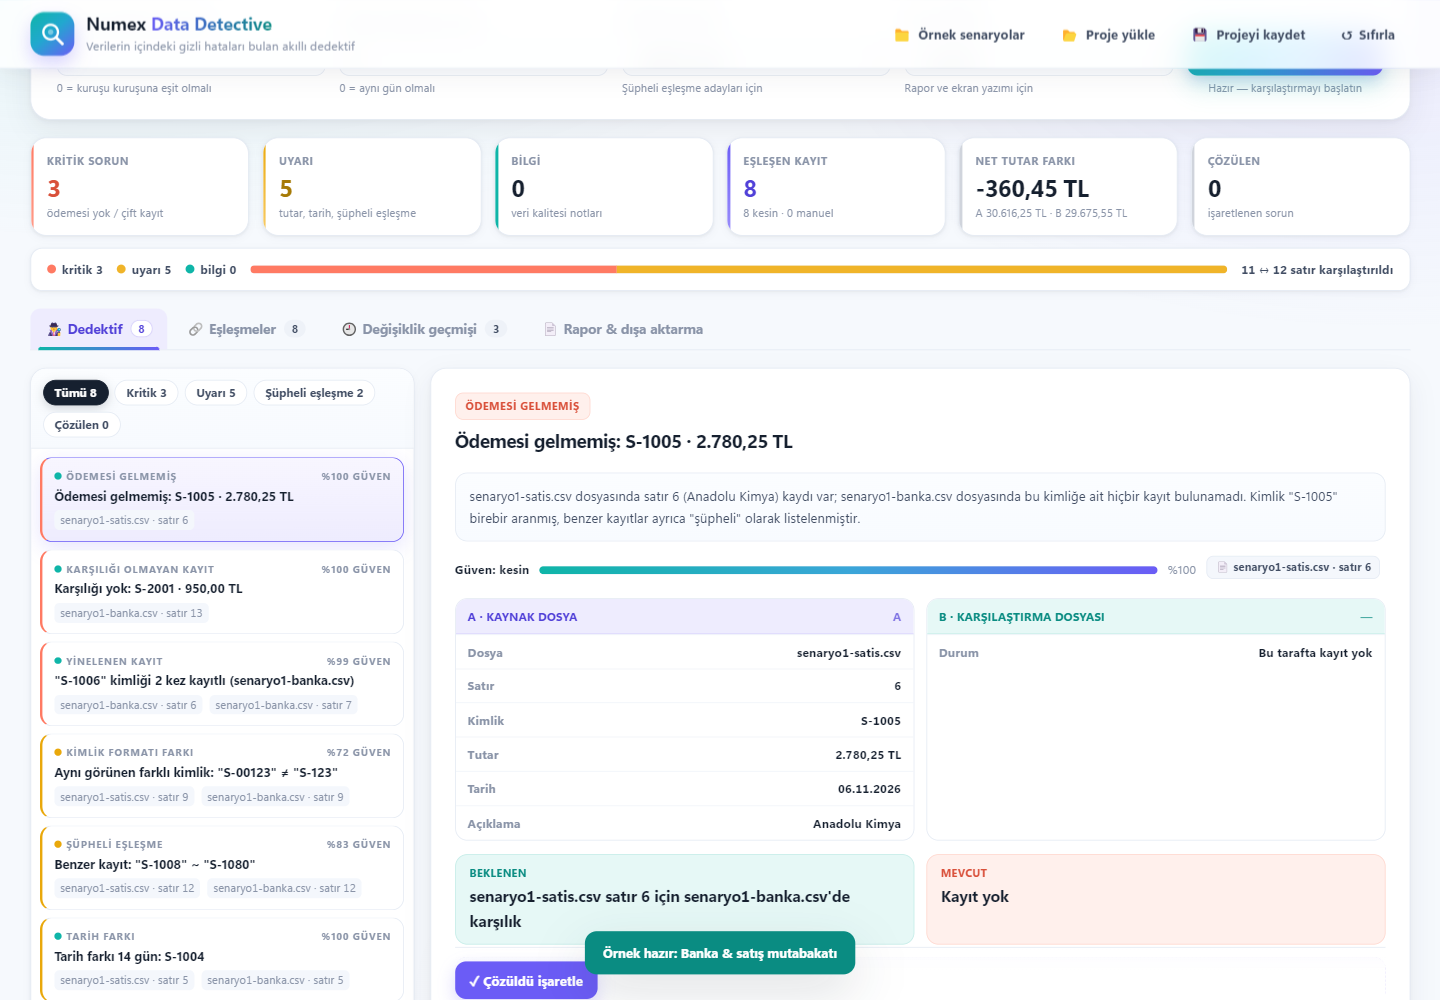 Numex Data Detective
Verilerin içindeki gizli hataları bulan akıllı dedektif
Örnek senaryolar
Proje yükle
Projeyi kaydet
↺ Sıfırla
0 = kuruşu kuruşuna eşit olmalı
0 = aynı gün olmalı
Şüpheli eşleşme adayları için
Rapor ve ekran yazımı için
Hazır — karşılaştırmayı başlatın
KRİTİK SORUN
3
ödemesi yok / çift kayıt
UYARI
5
tutar, tarih, şüpheli eşleşme
BİLGİ
0
veri kalitesi notları
EŞLEŞEN KAYIT
8
8 kesin · 0 manuel
NET TUTAR FARKI
-360,45 TL
A 30.616,25 TL · B 29.675,55 TL
ÇÖZÜLEN
0
işaretlenen sorun
kritik 3
uyarı 5
bilgi 0
11 ↔ 12 satır karşılaştırıldı
Dedektif 8
Eşleşmeler 8
Değişiklik geçmişi 3
Rapor & dışa aktarma
Tümü 8
Kritik 3
Uyarı 5
Şüpheli eşleşme 2
Çözülen 0
ÖDEMESİ GELMEMİŞ %100 GÜVEN
Ödemesi gelmemiş: S-1005 · 2.780,25 TL
senaryo1-satis.csv · satır 6
KARŞILIĞI OLMAYAN KAYIT %100 GÜVEN
Karşılığı yok: S-2001 · 950,00 TL
senaryo1-banka.csv · satır 13
YİNELENEN KAYIT %99 GÜVEN
"S-1006" kimliği 2 kez kayıtlı (senaryo1-banka.csv)
senaryo1-banka.csv · satır 6 senaryo1-banka.csv · satır 7
KİMLİK FORMATI FARKI %72 GÜVEN
Aynı görünen farklı kimlik: "S-00123" ≠ "S-123"
senaryo1-satis.csv · satır 9 senaryo1-banka.csv · satır 9
ŞÜPHELİ EŞLEŞME %83 GÜVEN
Benzer kayıt: "S-1008" ~ "S-1080"
senaryo1-satis.csv · satır 12 senaryo1-banka.csv · satır 12
TARİH FARKI %100 GÜVEN
Tarih farkı 14 gün: S-1004
senaryo1-satis.csv · satır 5 senaryo1-banka.csv · satır 5
ÖDEMESİ GELMEMİŞ
Ödemesi gelmemiş: S-1005 · 2.780,25 TL
senaryo1-satis.csv dosyasında satır 6 (Anadolu Kimya) kaydı var; senaryo1-banka.csv dosyasında bu kimliğe ait hiçbir kayıt bulunamadı. Kimlik "S-1005"
birebir aranmış, benzer kayıtlar ayrıca "şüpheli" olarak listelenmiştir.
Güven: kesin %100 senaryo1-satis.csv · satır 6
A · KAYNAK DOSYA A
Dosya senaryo1-satis.csv
Satır 6
Kimlik S-1005
Tutar 2.780,25 TL
Tarih 06.11.2026
Açıklama Anadolu Kimya
B · KARŞILAŞTIRMA DOSYASI —
Durum Bu tarafta kayıt yok
BEKLENEN
senaryo1-satis.csv satır 6 için senaryo1-banka.csv'de
karşılık
MEVCUT
Kayıt yok
Örnek hazır: Banka & satış mutabakatı
✓ Çözüldü işaretle